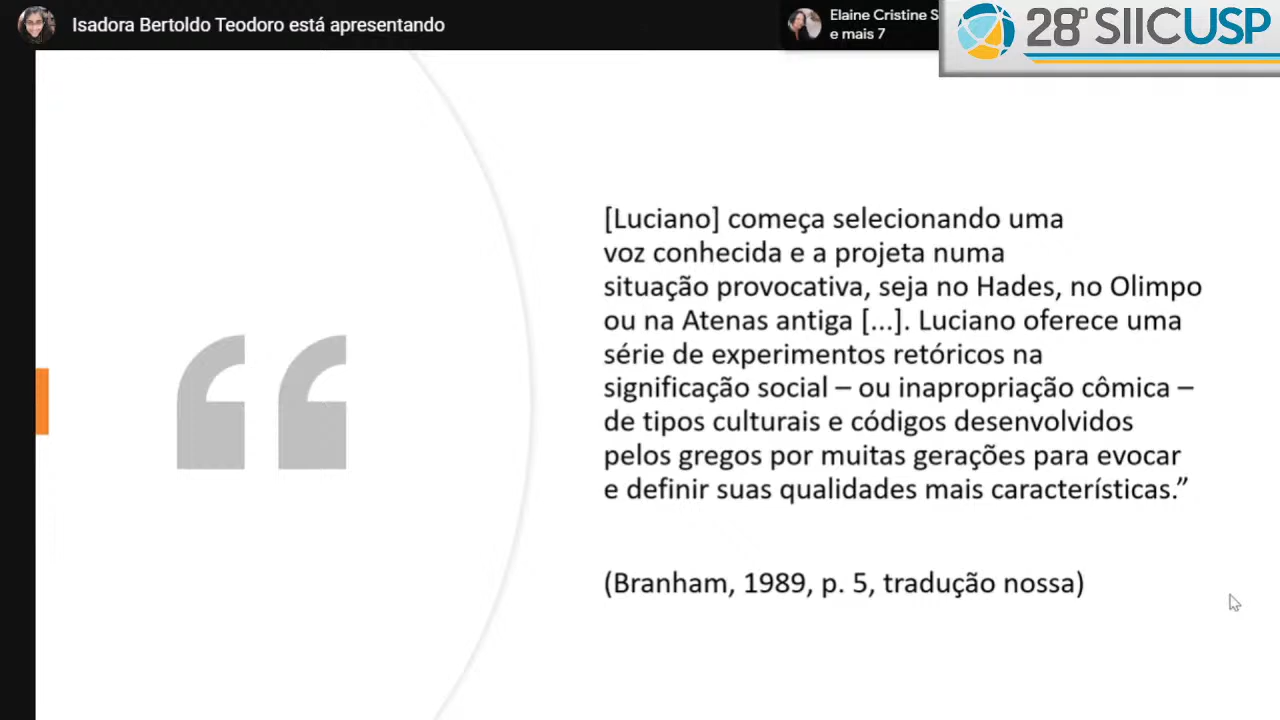 Isadora Bertoldo Teodoro está apresentando
Elaine Cristine S
e mais 7
28º SIICUSP
[Luciano] começa selecionando uma
voz conhecida e a projeta numa
situação provocativa, seja no Hades, no Olimpo
ou na Atenas antiga [...]. Luciano oferece uma
série de experimentos retóricos na
significação social – ou inapropriação cômica –
de tipos culturais e códigos desenvolvidos
pelos gregos por muitas gerações para evocar
e definir suas qualidades mais características.”
(Branham, 1989, p. 5, tradução nossa)